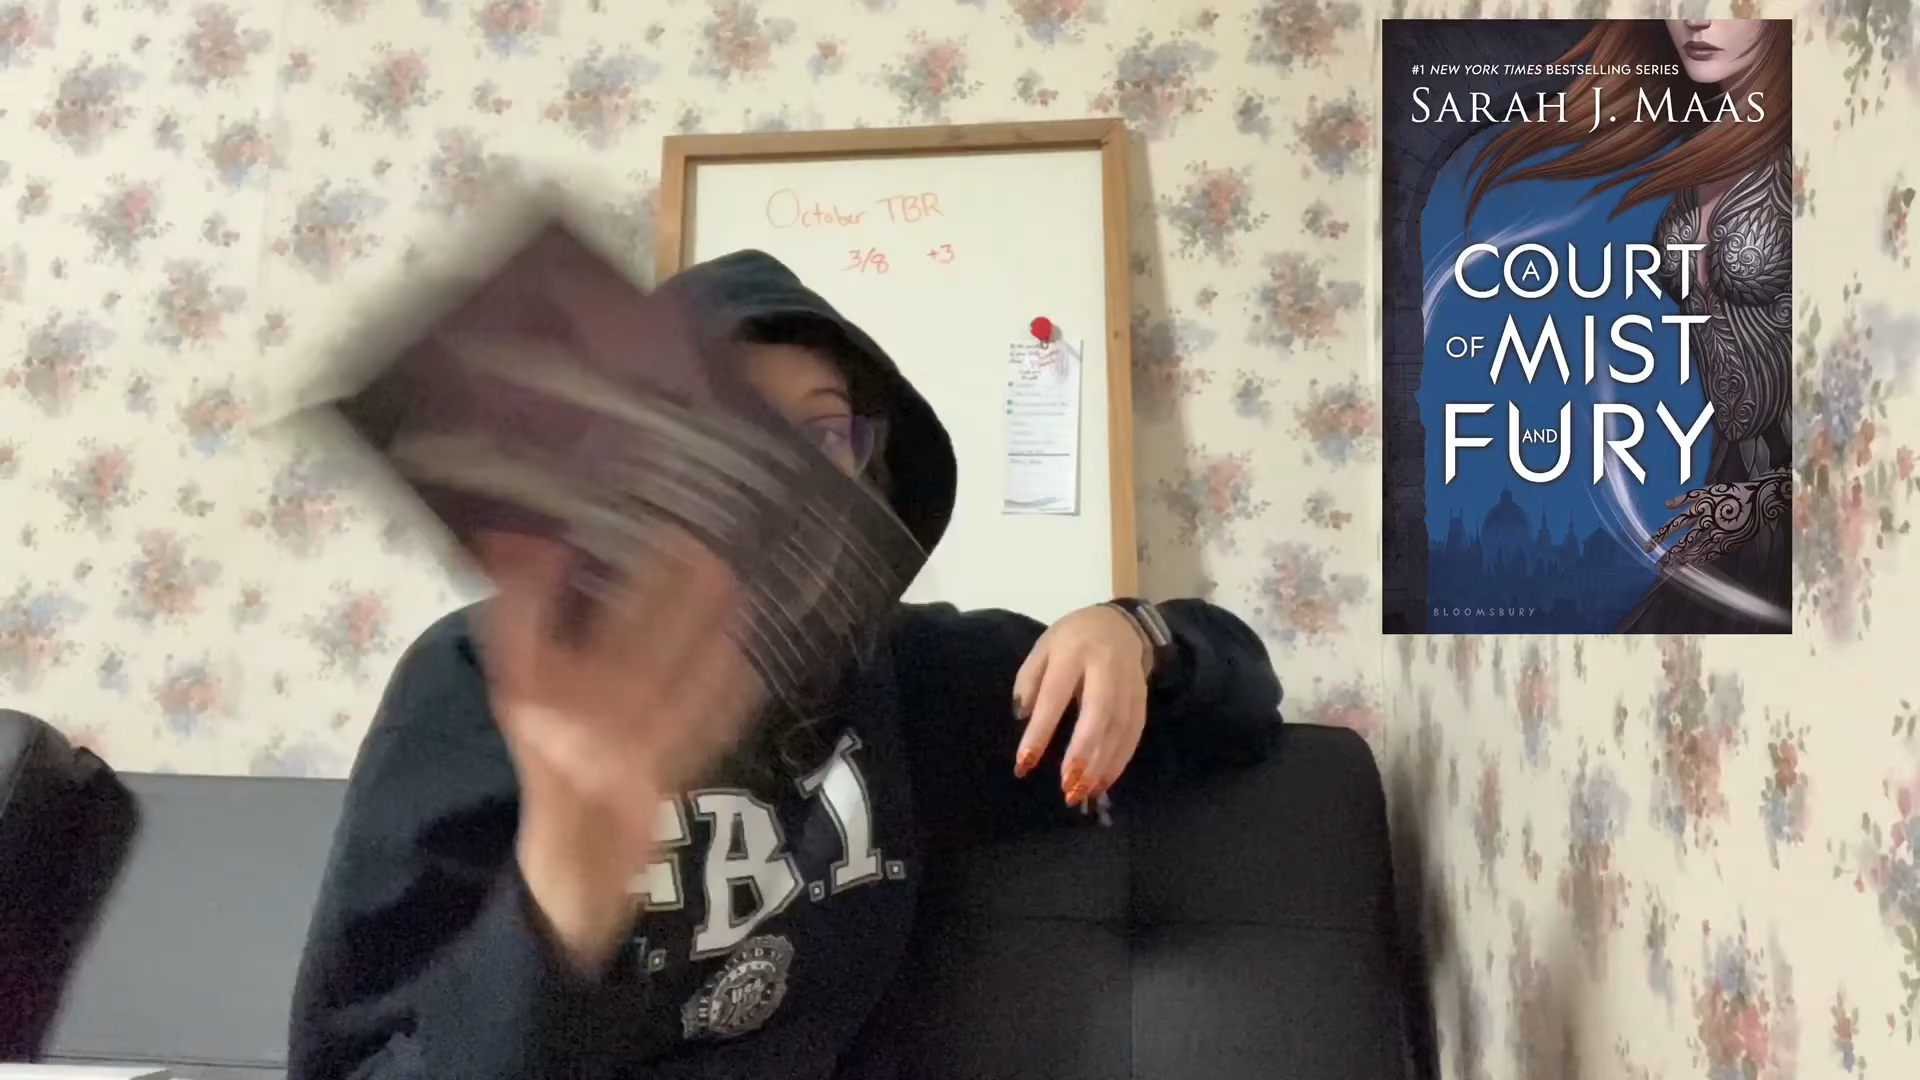 October TBR
3/8 +3
F.B.I.
USA
#1 NEW YORK TIMES BESTSELLING SERIES
SARAH J. MAAS
A COURT
OF MIST
AND FURY
BLOOMSBURY